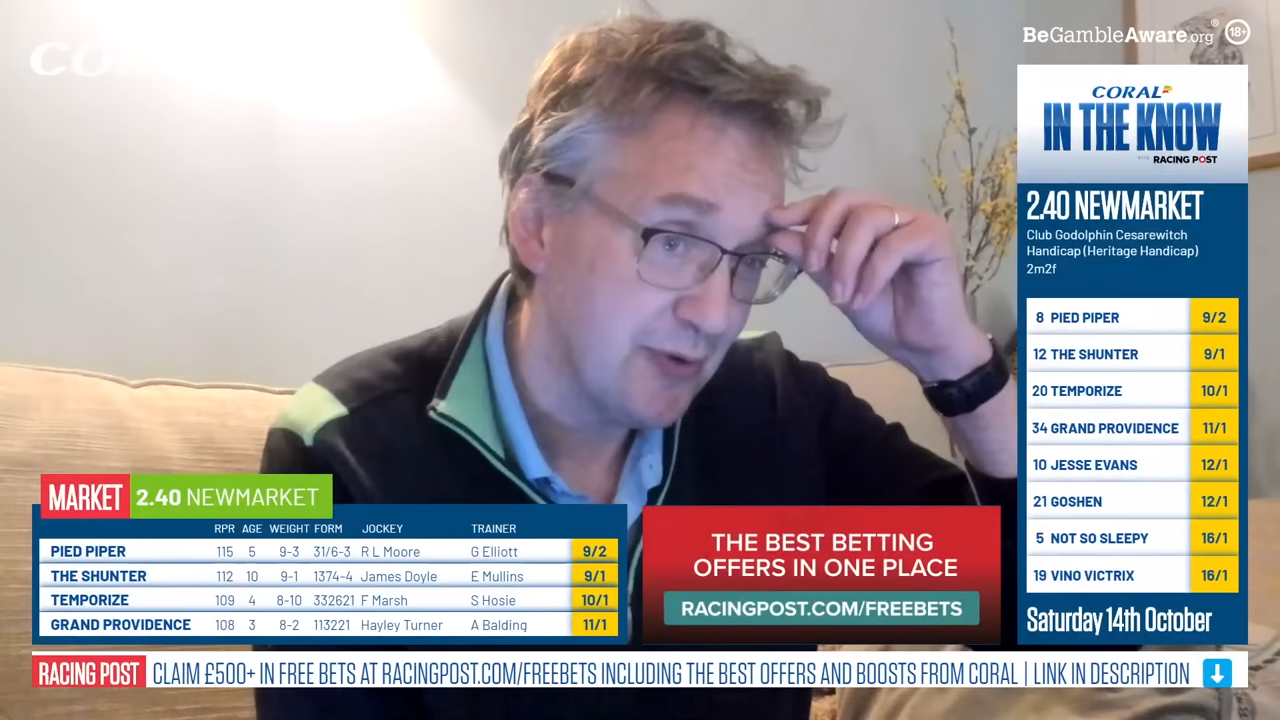 BeGambleAware.org® 18+
CORAL
IN THE KNOW
WITH RACING POST
2.40 NEWMARKET
Club Godolphin Cesarewitch
Handicap (Heritage Handicap)
2m2f
8 PIED PIPER 9/2
12 THE SHUNTER 9/1
20 TEMPORIZE 10/1
34 GRAND PROVIDENCE 11/1
10 JESSE EVANS 12/1
21 GOSHEN 12/1
5 NOT SO SLEEPY 16/1
19 VINO VICTRIX 16/1
Saturday 14th October
MARKET 2.40 NEWMARKET
RPR AGE WEIGHT FORM JOCKEY TRAINER
PIED PIPER 115 5 9-3 31/6-3 R L Moore G Elliott 9/2
THE SHUNTER 112 10 9-1 1374-4 James Doyle E Mullins 9/1
TEMPORIZE 109 4 8-10 332621 F Marsh S Hosie 10/1
GRAND PROVIDENCE 108 3 8-2 113221 Hayley Turner A Balding 11/1
THE BEST BETTING
OFFERS IN ONE PLACE
RACINGPOST.COM/FREEBETS
RACING POST CLAIM £500+ IN FREE BETS AT RACINGPOST.COM/FREEBETS INCLUDING THE BEST OFFERS AND BOOSTS FROM CORAL | LINK IN DESCRIPTION